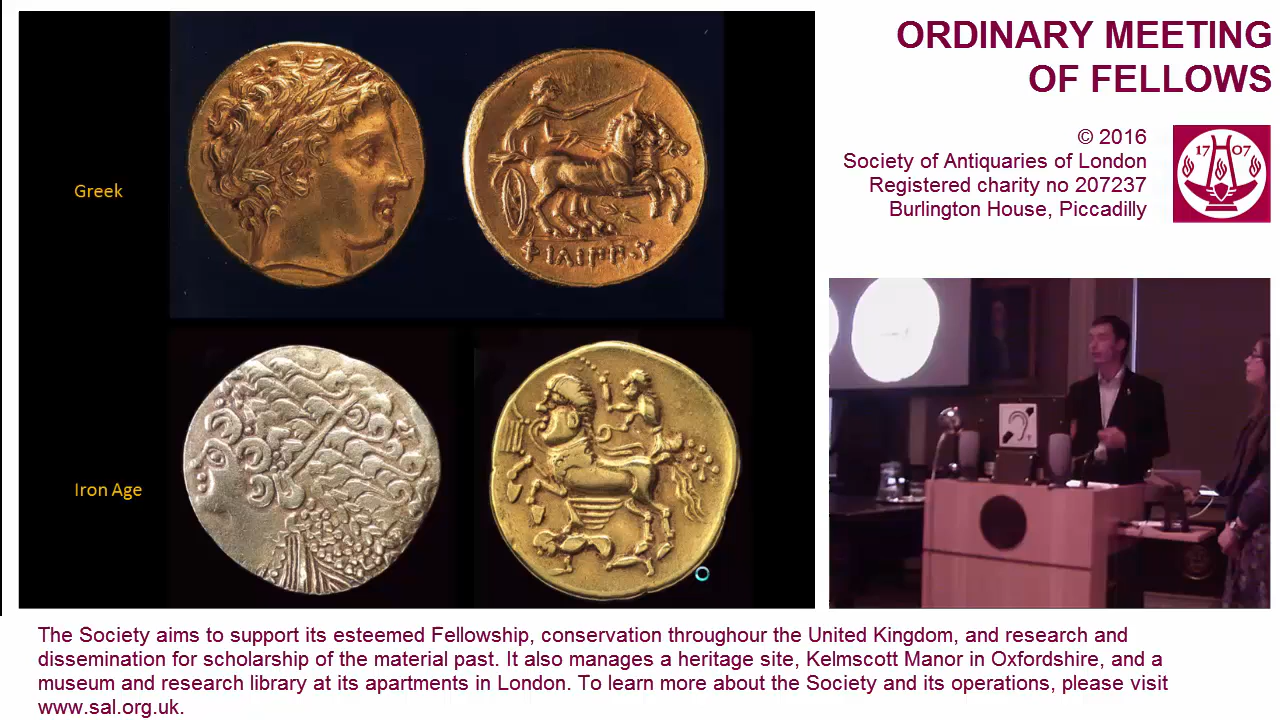 Greek
ΦΙΛΙΠΠΟΥ
Iron Age
ORDINARY MEETING
OF FELLOWS
© 2016
Society of Antiquaries of London
Registered charity no 207237
Burlington House, Piccadilly
17 07
The Society aims to support its esteemed Fellowship, conservation throughour the United Kingdom, and research and
dissemination for scholarship of the material past. It also manages a heritage site, Kelmscott Manor in Oxfordshire, and a
museum and research library at its apartments in London. To learn more about the Society and its operations, please visit
www.sal.org.uk.